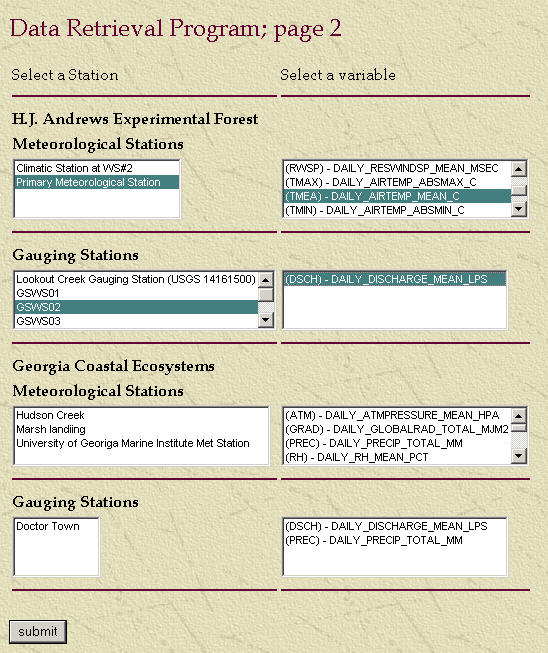 Data Retrieval Program; page 2
Select a Station
Select a variable
H.J. Andrews Experimental Forest
Meteorological Stations
Climatic Station at WS#2
Primary Meteorological Station
(RWSP) - DAILY_RESWINDSP_MEAN_MSEC
(TMAX) - DAILY_AIRTEMP_ABSMAX_C
(TMEA) - DAILY_AIRTEMP_MEAN_C
(TMIN) - DAILY_AIRTEMP_ABSMIN_C
Gauging Stations
Lookout Creek Gauging Station (USGS 14161500)
GSWS01
GSWS02
GSWS03
(DSCH) - DAILY_DISCHARGE_MEAN_LPS
Georgia Coastal Ecosystems
Meteorological Stations
Hudson Creek
Marsh landiing
University of Georiga Marine Institute Met Station
(ATM) - DAILY_ATMPRESSURE_MEAN_HPA
(GRAD) - DAILY_GLOBALRAD_TOTAL_MJM2
(PREC) - DAILY_PRECIP_TOTAL_MM
(RH) - DAILY_RH_MEAN_PCT
Gauging Stations
Doctor Town
(DSCH) - DAILY_DISCHARGE_MEAN_LPS
(PREC) - DAILY_PRECIP_TOTAL_MM
submit